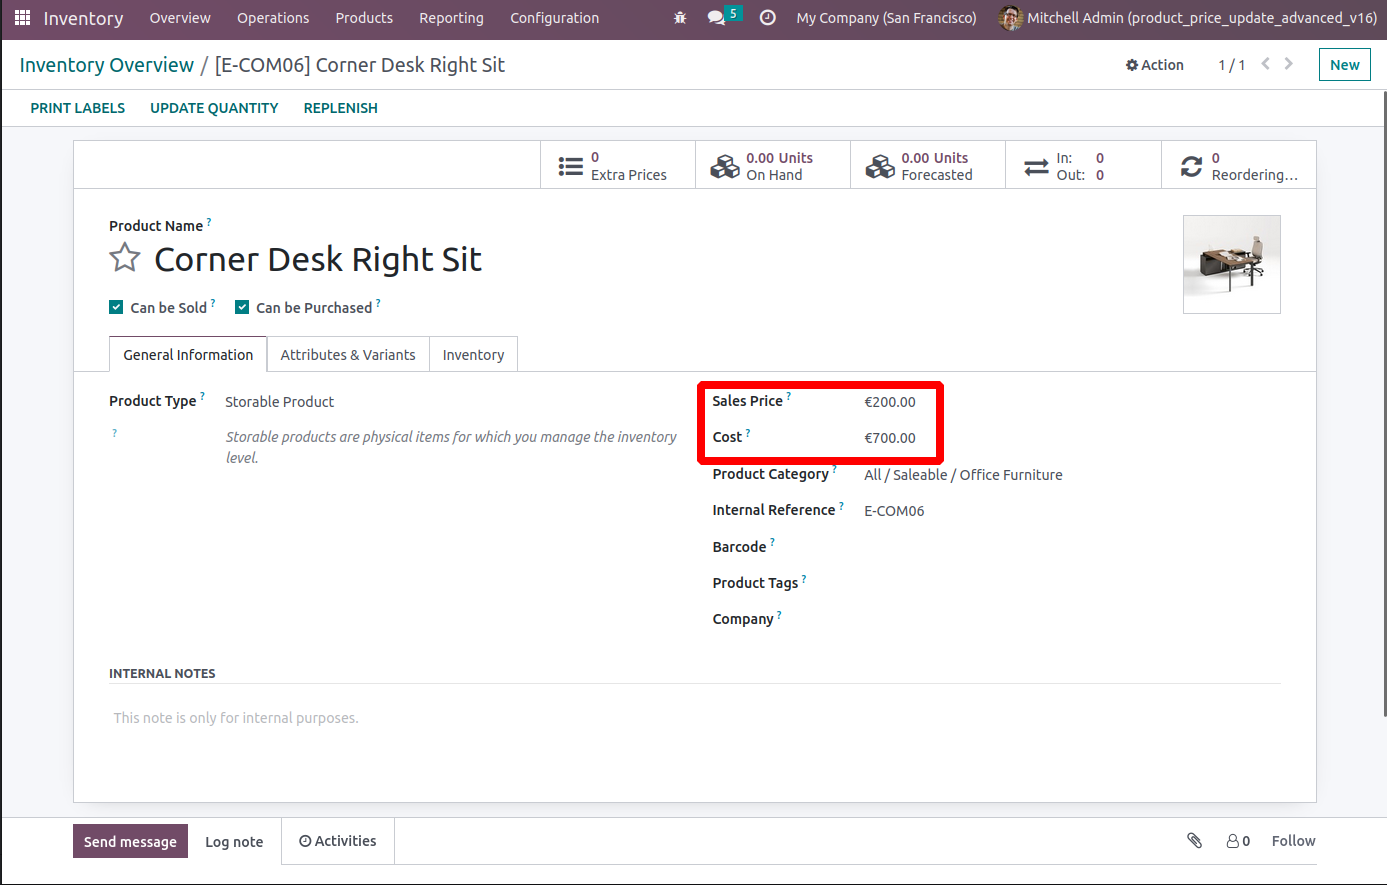 Inventory Overview Operations Products Reporting Configuration 5 My Company (San Francisco) Mitchell Admin (product_price_update_advanced_v16)
Inventory Overview / [E-COM06] Corner Desk Right Sit Action 1 / 1 New
PRINT LABELS UPDATE QUANTITY REPLENISH
0 Extra Prices
0.00 Units On Hand
0.00 Units Forecasted
In: 0
Out: 0
0 Reordering...
Product Name ?
Corner Desk Right Sit
Can be Sold ? Can be Purchased ?
General Information Attributes & Variants Inventory
Product Type ? Storable Product
? Storable products are physical items for which you manage the inventory
level.
Sales Price ? €200.00
Cost ? €700.00
Product Category ? All / Saleable / Office Furniture
Internal Reference ? E-COM06
Barcode ?
Product Tags ?
Company ?
INTERNAL NOTES
This note is only for internal purposes.
Send message Log note Activities 0 Follow